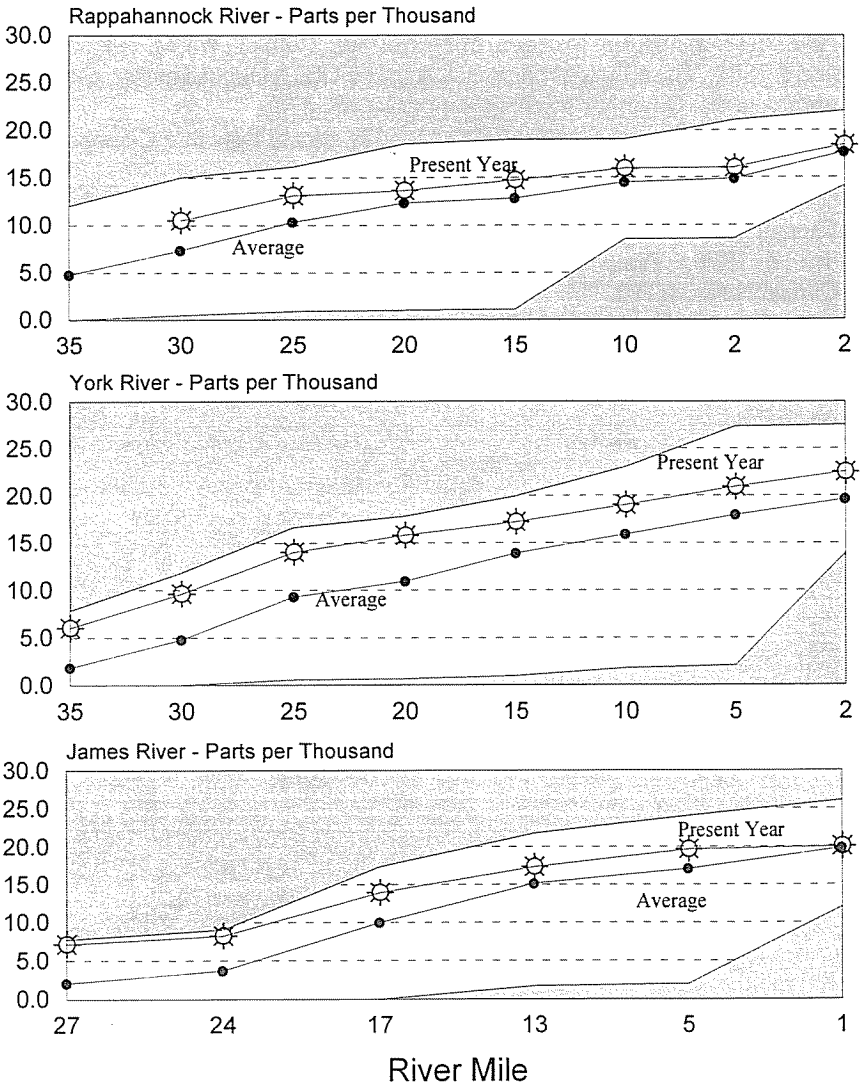 Rappahannock River - Parts per Thousand
30.0
25.0
20.0
15.0
10.0
5.0
0.0
Present Year
Average
35 30 25 20 15 10 2 2
York River - Parts per Thousand
30.0
25.0
20.0
15.0
10.0
5.0
0.0
Present Year
Average
35 30 25 20 15 10 5 2
James River - Parts per Thousand
30.0
25.0
20.0
15.0
10.0
5.0
0.0
Present Year
Average
27 24 17 13 5 1
River Mile